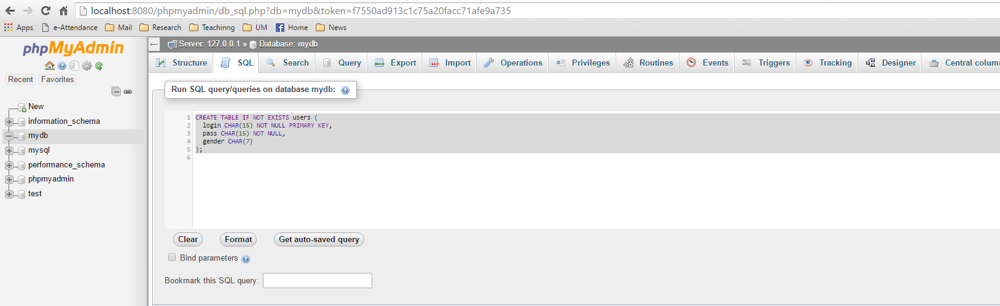 localhost:8080/phpmyadmin/db_sql.php?db=mydb&token=f7550ad913c1c75a20facc71afe9a735
Apps e-Attendance Mail Research Teachinng UM Home News
phpMyAdmin
Recent Favorites
New
information_schema
mydb
mysql
performance_schema
phpmyadmin
test
Server: 127.0.0.1 » Database: mydb
Structure SQL Search Query Export Import Operations Privileges Routines Events Triggers Tracking Designer Central colum
Run SQL query/queries on database mydb:
1 CREATE TABLE IF NOT EXISTS users (
2 login CHAR(15) NOT NULL PRIMARY KEY,
3 pass CHAR(15) NOT NULL,
4 gender CHAR(7)
5 );
6
Clear Format Get auto-saved query
Bind parameters
Bookmark this SQL query: